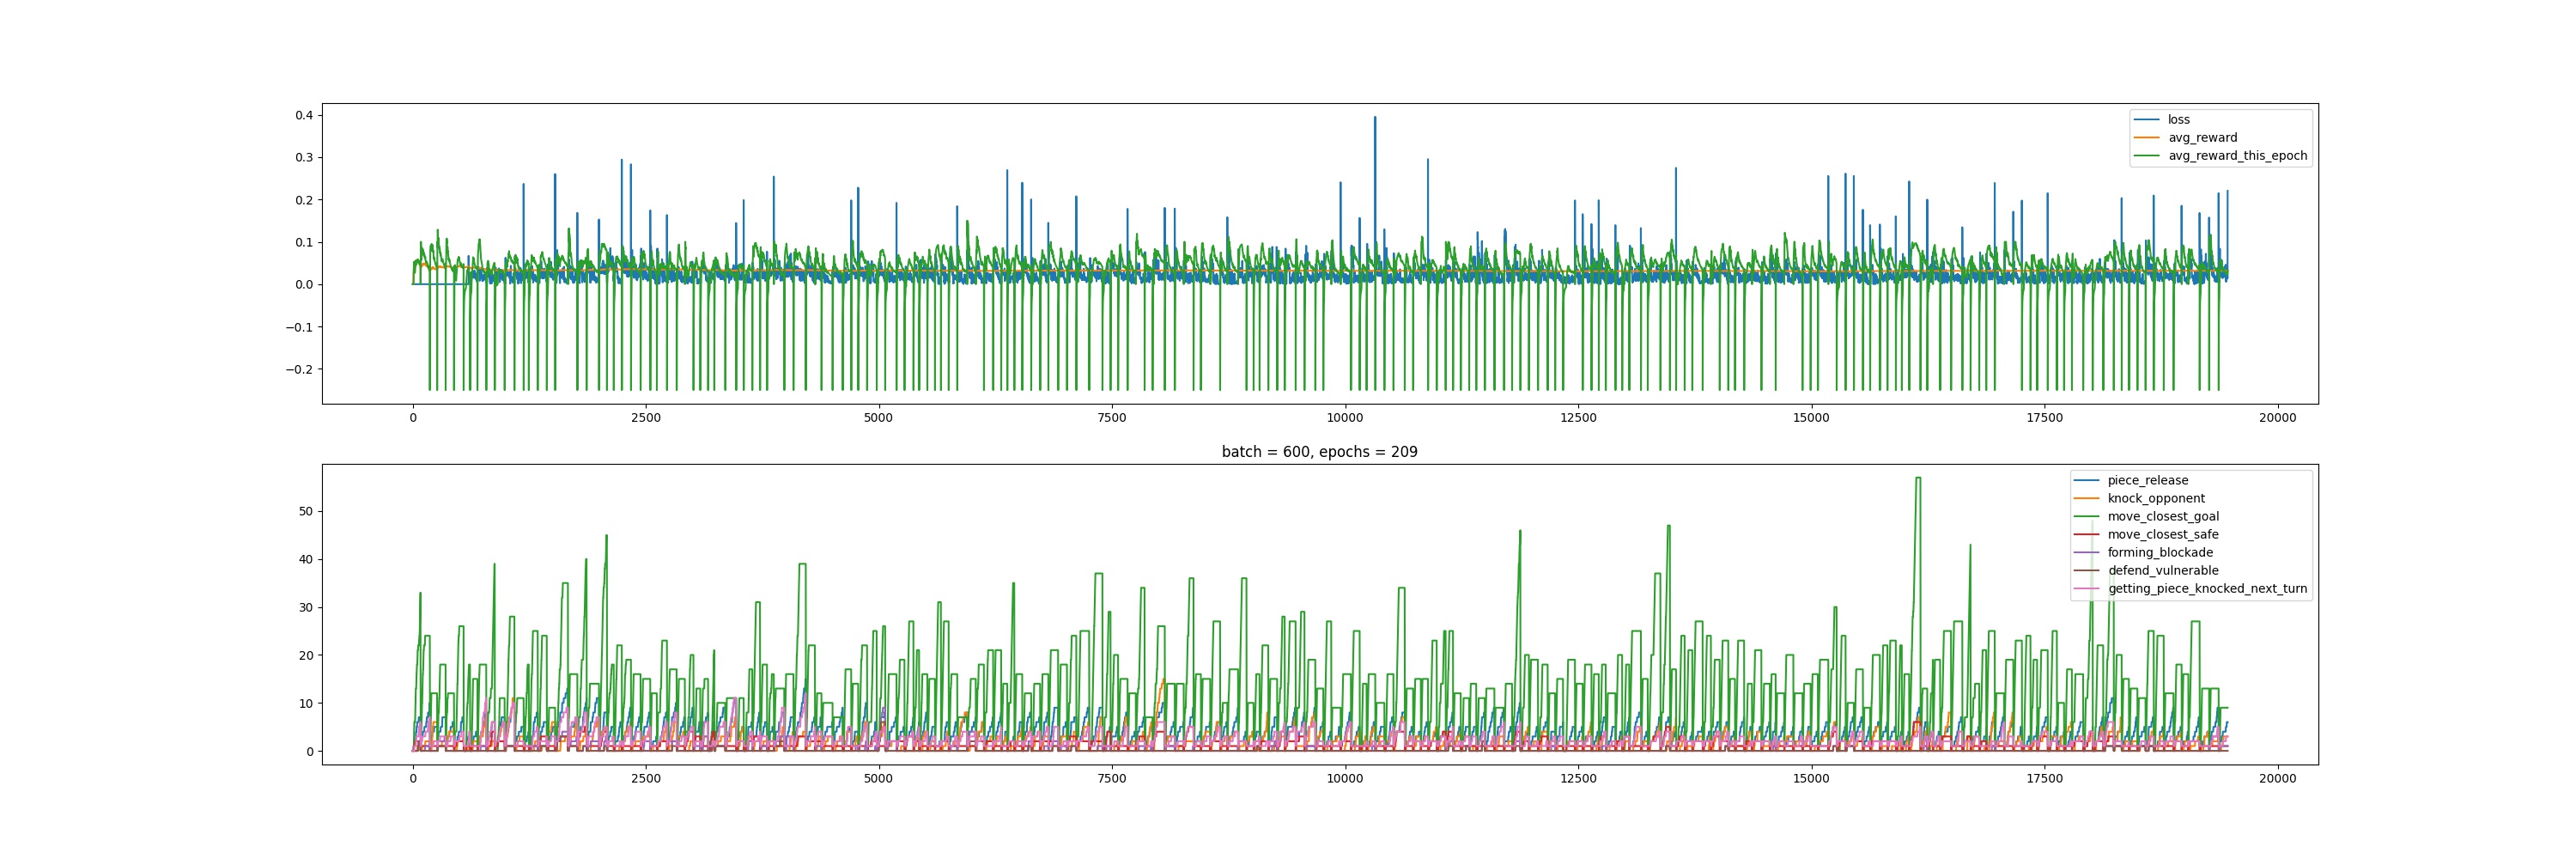 0.4
0.3
0.2
0.1
0.0
−0.1
−0.2
loss
avg_reward
avg_reward_this_epoch
0 2500 5000 7500 10000 12500 15000 17500 20000
batch = 600, epochs = 209
50
40
30
20
10
0
piece_release
knock_opponent
move_closest_goal
move_closest_safe
forming_blockade
defend_vulnerable
getting_piece_knocked_next_turn
0 2500 5000 7500 10000 12500 15000 17500 20000